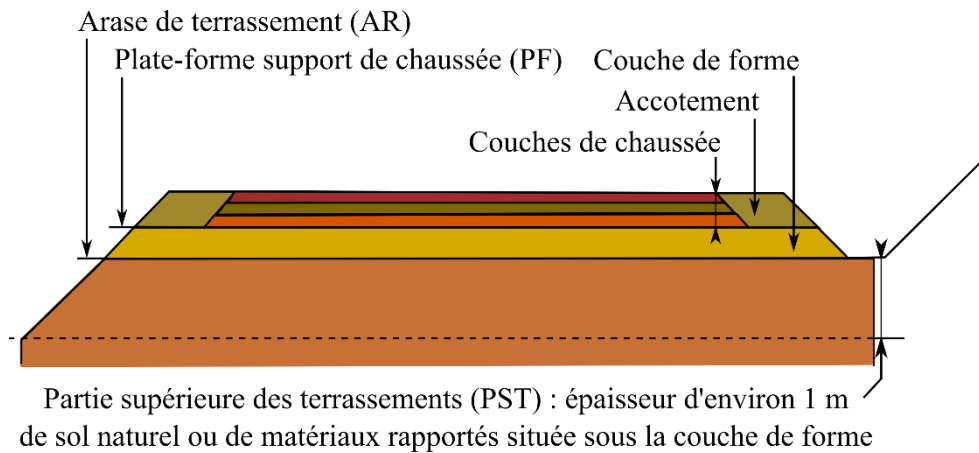 Arase de terrassement (AR)
Plate-forme support de chaussée (PF)
Couche de forme
Accotement
Couches de chaussée
Partie supérieure des terrassements (PST) : épaisseur d'environ 1 m
de sol naturel ou de matériaux rapportés située sous la couche de forme